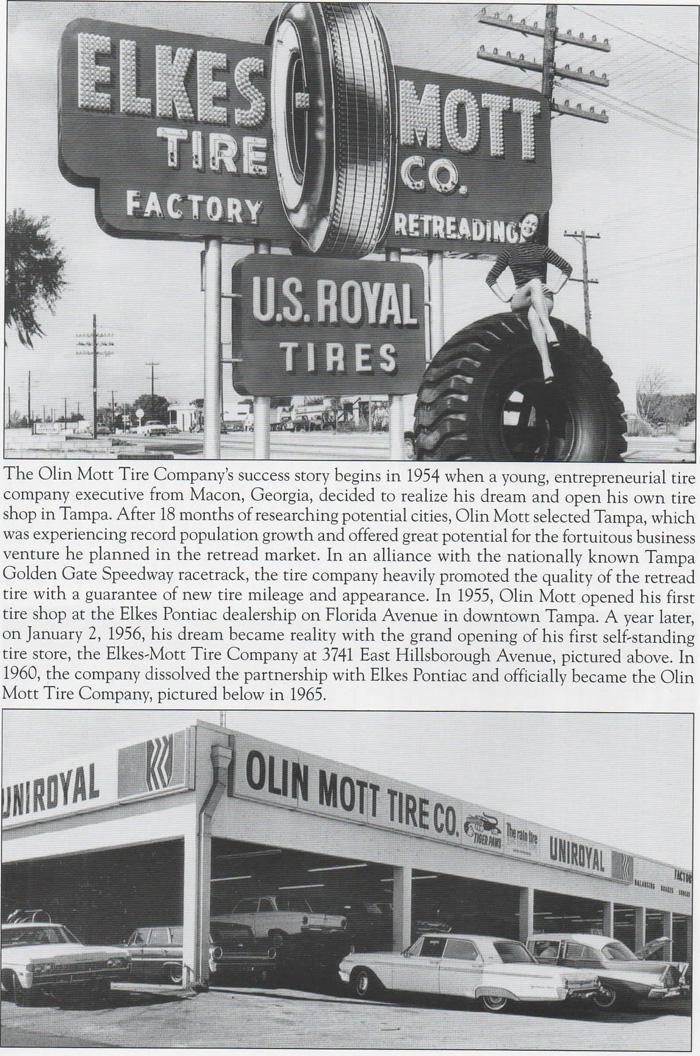 ELKES MOTT
TIRE CO.
FACTORY RETREADING
U.S. ROYAL
TIRES
The Olin Mott Tire Company's success story begins in 1954 when a young, entrepreneurial tire
company executive from Macon, Georgia, decided to realize his dream and open his own tire
shop in Tampa. After 18 months of researching potential cities, Olin Mott selected Tampa, which
was experiencing record population growth and offered great potential for the fortuitous business
venture he planned in the retread market. In an alliance with the nationally known Tampa
Golden Gate Speedway racetrack, the tire company heavily promoted the quality of the retread
tire with a guarantee of new tire mileage and appearance. In 1955, Olin Mott opened his first
tire shop at the Elkes Pontiac dealership on Florida Avenue in downtown Tampa. A year later,
on January 2, 1956, his dream became reality with the grand opening of his first self-standing
tire store, the Elkes-Mott Tire Company at 3741 East Hillsborough Avenue, pictured above. In
1960, the company dissolved the partnership with Elkes Pontiac and officially became the Olin
Mott Tire Company, pictured below in 1965.
UNIROYAL
OLIN MOTT TIRE CO.
TIGER PAWS
The rain tire
UNIROYAL
FACTOR
BALANCING BRAKES